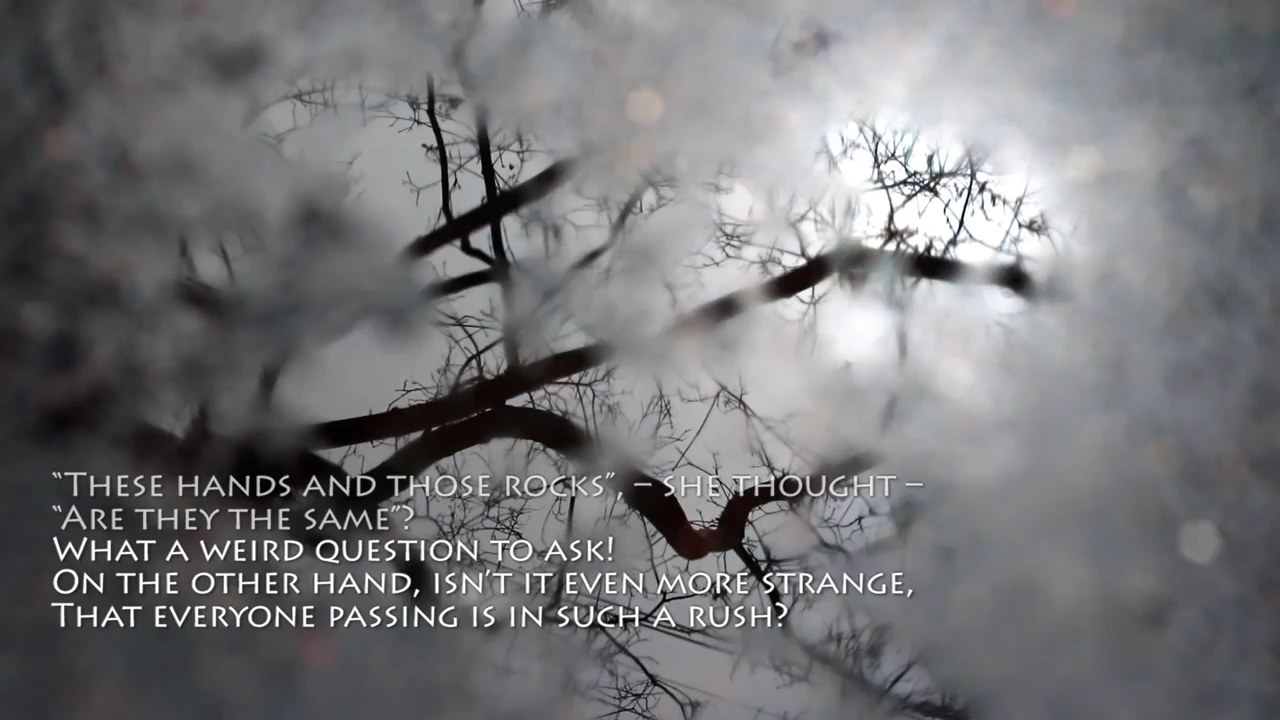 “These hands and those rocks”, – she thought –
“Are they the same”?
What a weird question to ask!
On the other hand, isn’t it even more strange,
That everyone passing is in such a rush?